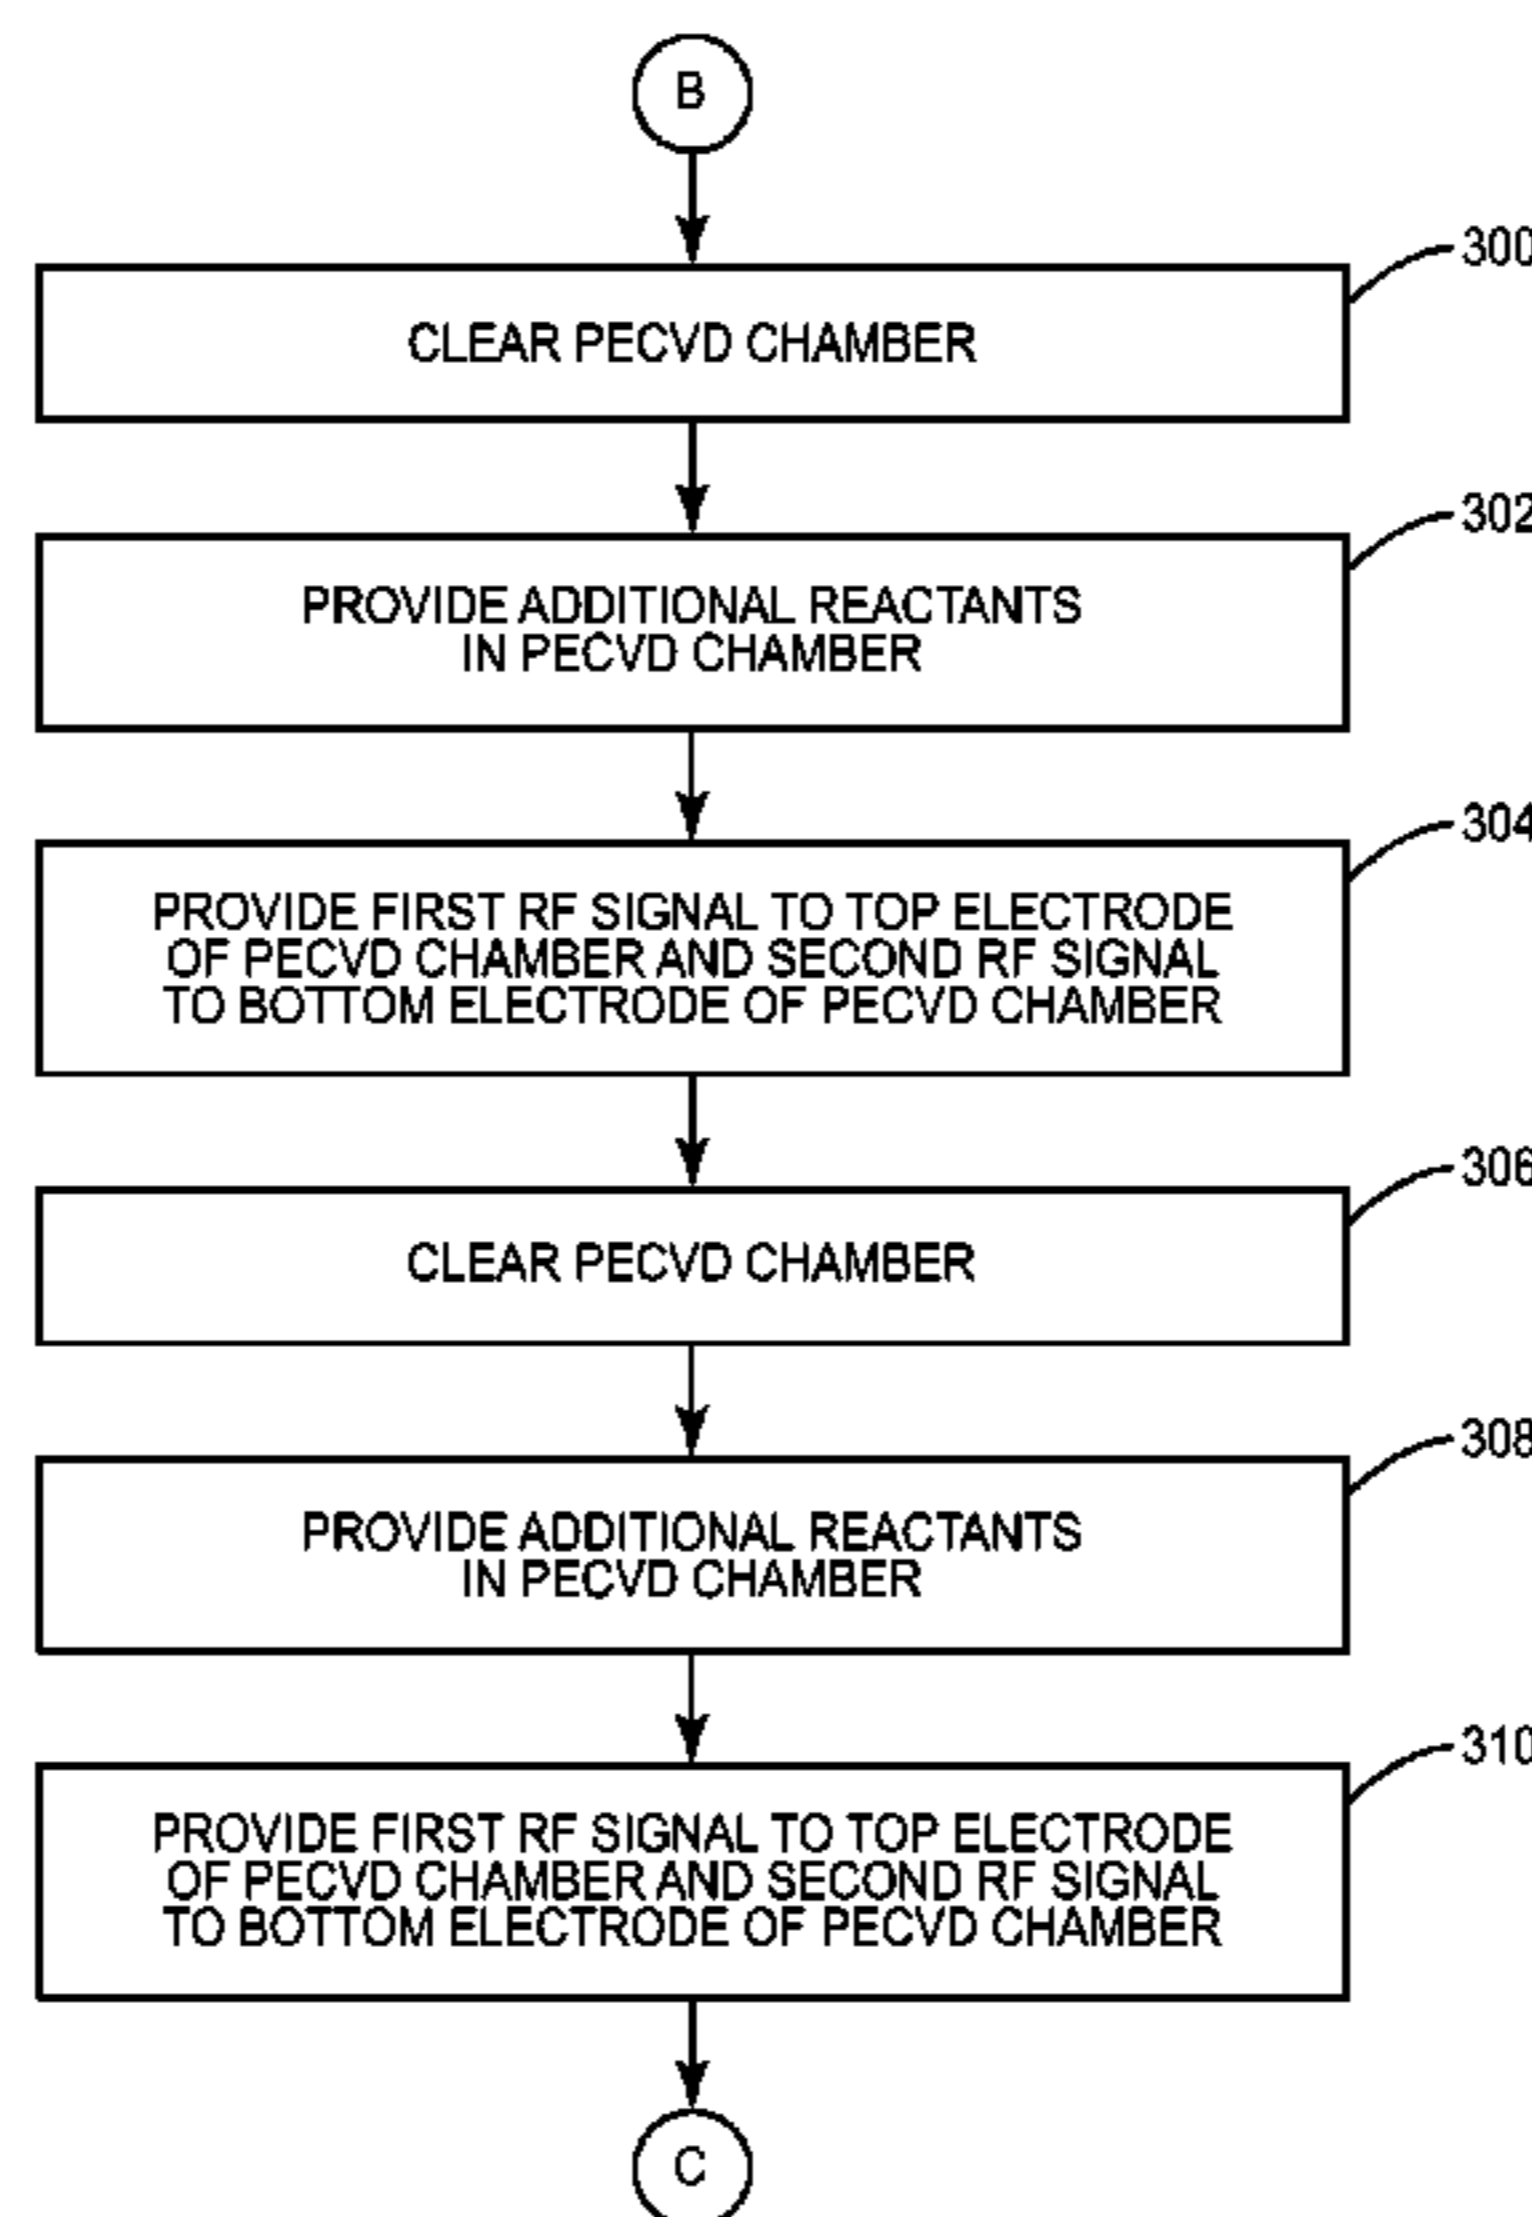 B
300
CLEAR PECVD CHAMBER
302
PROVIDE ADDITIONAL REACTANTS
IN PECVD CHAMBER
304
PROVIDE FIRST RF SIGNAL TO TOP ELECTRODE
OF PECVD CHAMBER AND SECOND RF SIGNAL
TO BOTTOM ELECTRODE OF PECVD CHAMBER
306
CLEAR PECVD CHAMBER
308
PROVIDE ADDITIONAL REACTANTS
IN PECVD CHAMBER
310
PROVIDE FIRST RF SIGNAL TO TOP ELECTRODE
OF PECVD CHAMBER AND SECOND RF SIGNAL
TO BOTTOM ELECTRODE OF PECVD CHAMBER
C